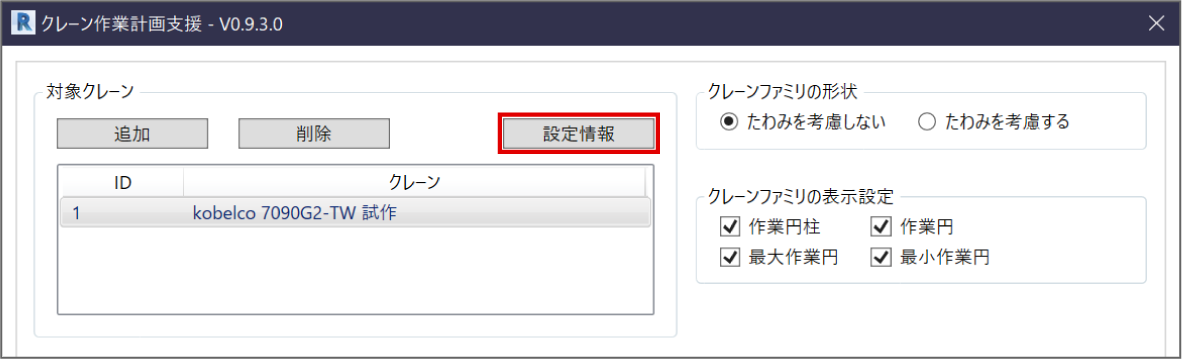 R クレーン作業計画支援 - V0.9.3.0
対象クレーン
追加 削除 設定情報
ID クレーン
1 kobelco 7090G2-TW 試作
クレーンファミリの形状
たわみを考慮しない たわみを考慮する
クレーンファミリの表示設定
作業円柱 作業円
最大作業円 最小作業円